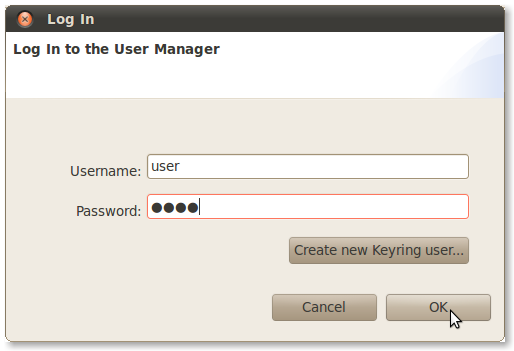 Log In
Log In to the User Manager
Username: user
Password: ●●●●
Create new Keyring user...
Cancel OK